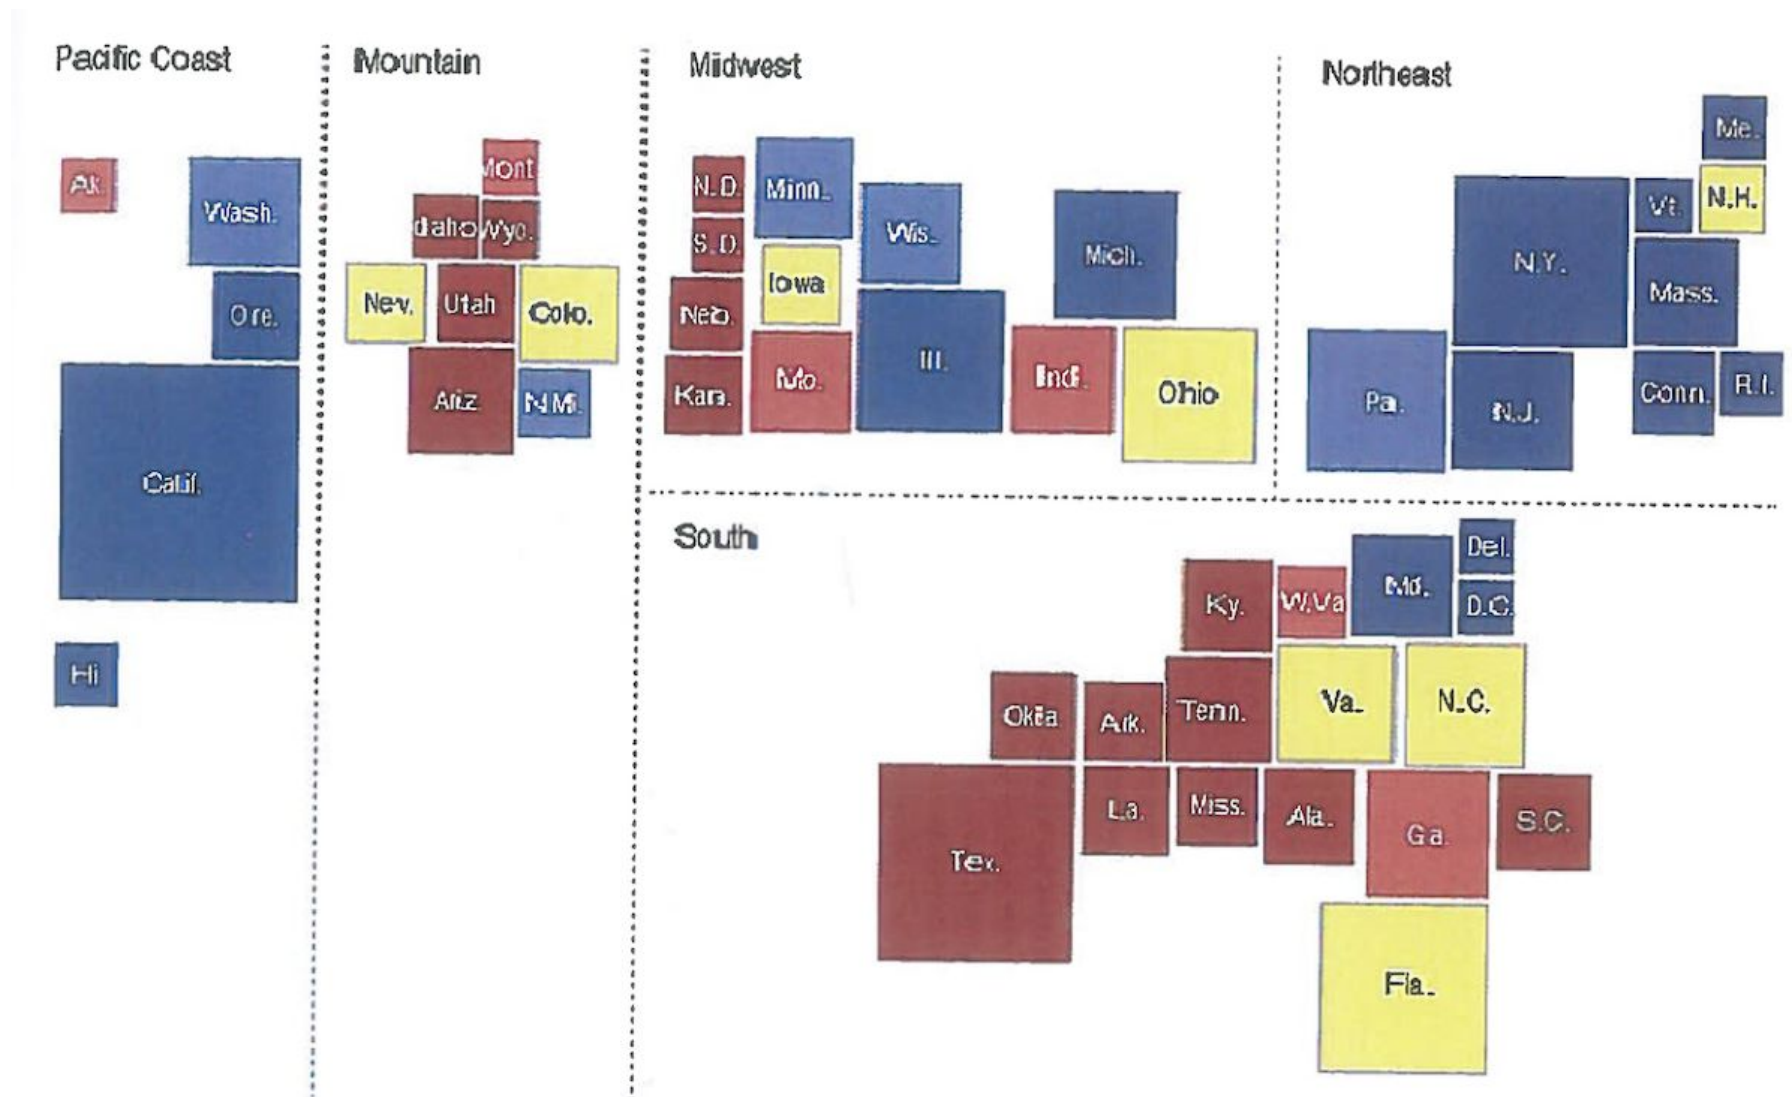 Pacific Coast
Mountain
Midwest
Northeast
Ak
Wash.
Ore.
Calif.
Hi
Mont
daho
Wyo.
Nev.
Utah
Colo.
Ariz
N.M.
N.D.
Minn.
S.D.
Wis.
Mich.
Iowa
Neb.
Kan.
Mo.
Ill.
Ind.
Ohio
Me.
N.H.
Vt.
N.Y.
Mass.
Pa.
N.J.
Conn.
R.I.
South
Del.
D.C.
Md.
Ky.
W.Va
Okla
Ark.
Tenn.
Va.
N.C.
Tex.
La.
Miss.
Ala.
Ga.
S.C.
Fla.